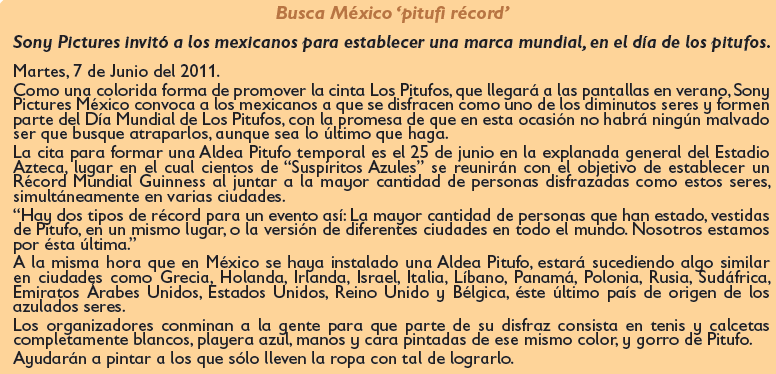 Busca México ‘pitufi récord’
Sony Pictures invitó a los mexicanos para establecer una marca mundial, en el día de los pitufos.
Martes, 7 de Junio del 2011.
Como una colorida forma de promover la cinta Los Pitufos, que llegará a las pantallas en verano, Sony
Pictures México convoca a los mexicanos a que se disfracen como uno de los diminutos seres y formen
parte del Día Mundial de Los Pitufos, con la promesa de que en esta ocasión no habrá ningún malvado
ser que busque atraparlos, aunque sea lo último que haga.
La cita para formar una Aldea Pitufo temporal es el 25 de junio en la explanada general del Estadio
Azteca, lugar en el cual cientos de “Suspiritos Azules” se reunirán con el objetivo de establecer un
Récord Mundial Guinness al juntar a la mayor cantidad de personas disfrazadas como estos seres,
simultáneamente en varias ciudades.
“Hay dos tipos de récord para un evento así: La mayor cantidad de personas que han estado, vestidas
de Pitufo, en un mismo lugar, o la versión de diferentes ciudades en todo el mundo. Nosotros estamos
por ésta última.”
A la misma hora que en México se haya instalado una Aldea Pitufo, estará sucediendo algo similar
en ciudades como Grecia, Holanda, Irlanda, Israel, Italia, Líbano, Panamá, Polonia, Rusia, Sudáfrica,
Emiratos Árabes Unidos, Estados Unidos, Reino Unido y Bélgica, éste último país de origen de los
azulados seres.
Los organizadores conminan a la gente para que parte de su disfraz consista en tenis y calcetas
completamente blancos, playera azul, manos y cara pintadas de ese mismo color, y gorro de Pitufo.
Ayudarán a pintar a los que sólo lleven la ropa con tal de lograrlo.